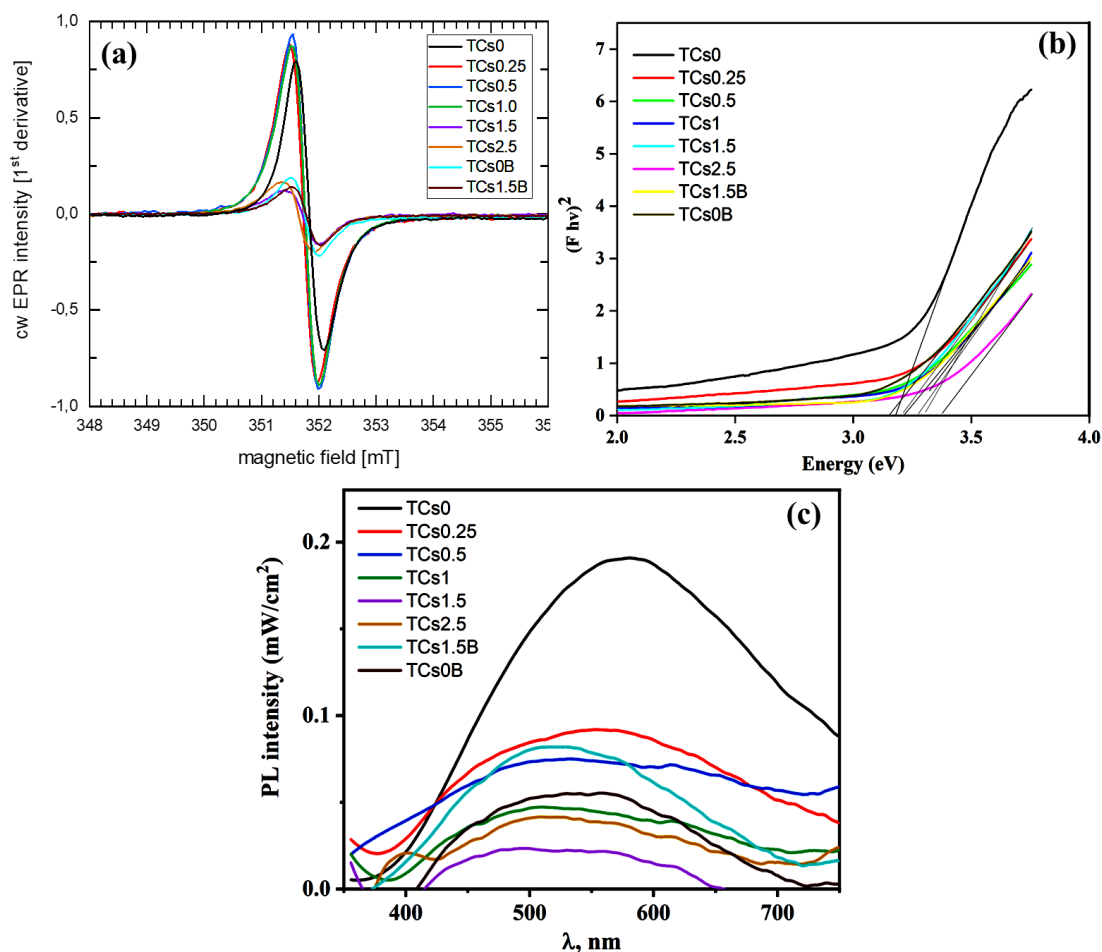 (a)
1,0
0,5
0,0
-0,5
-1,0
cw EPR intensity [1st derivative)
TCs0
TCs0.25
TCs0.5
TCs1.0
TCs1.5
TCs2.5
TCs0B
TCs1.5B
348 349 350 351 352 353 354 355 35
magnetic field [mT]
(b)
7
6
5
4
3
2
1
0
(F hv)2
TCs0
TCs0.25
TCs0.5
TCs1
TCs1.5
TCs2.5
TCs1.5B
TCs0B
2.0 2.5 3.0 3.5 4.0
Energy (eV)
(c)
0.2
0.1
0.0
PL intensity (mW/cm2)
TCs0
TCs0.25
TCs0.5
TCs1
TCs1.5
TCs2.5
TCs1.5B
TCs0B
400 500 600 700
λ, nm